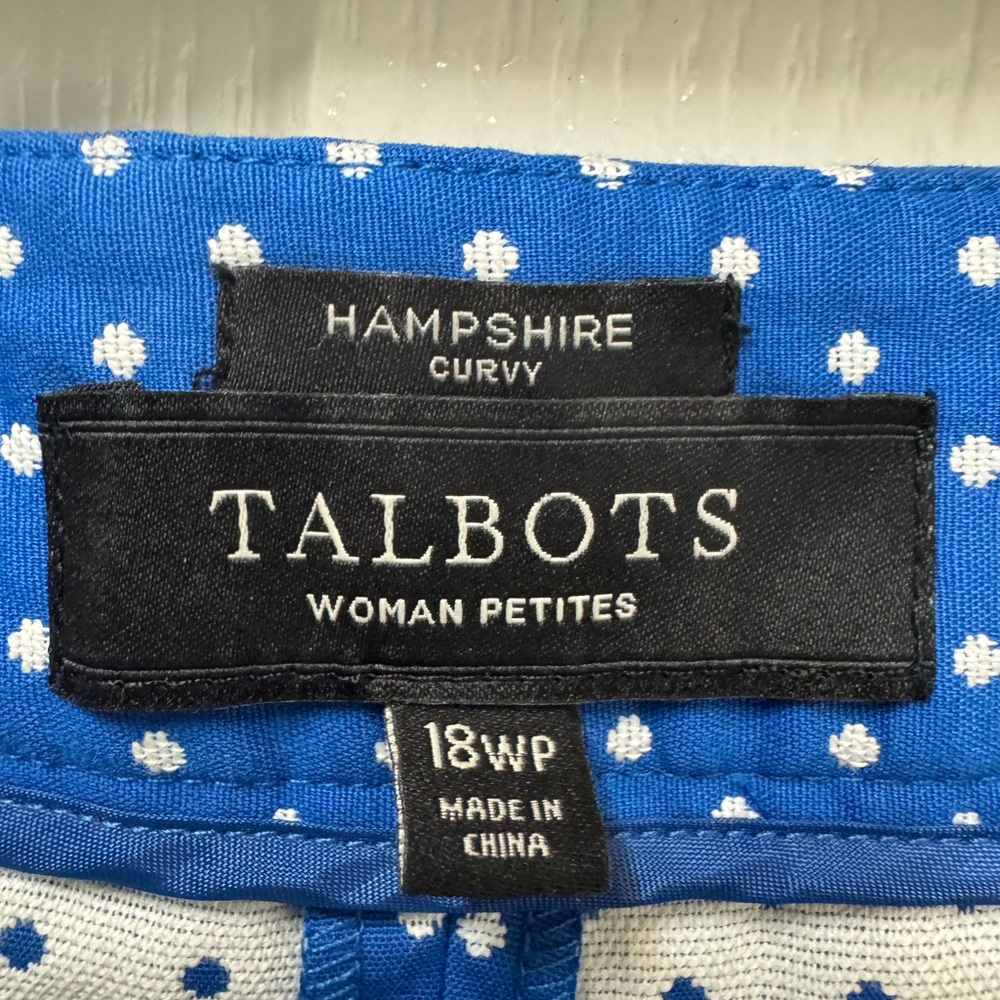 HAMPSHIRE
CURVY
TALBOTS
WOMAN PETITES
18WP
MADE IN
CHINA